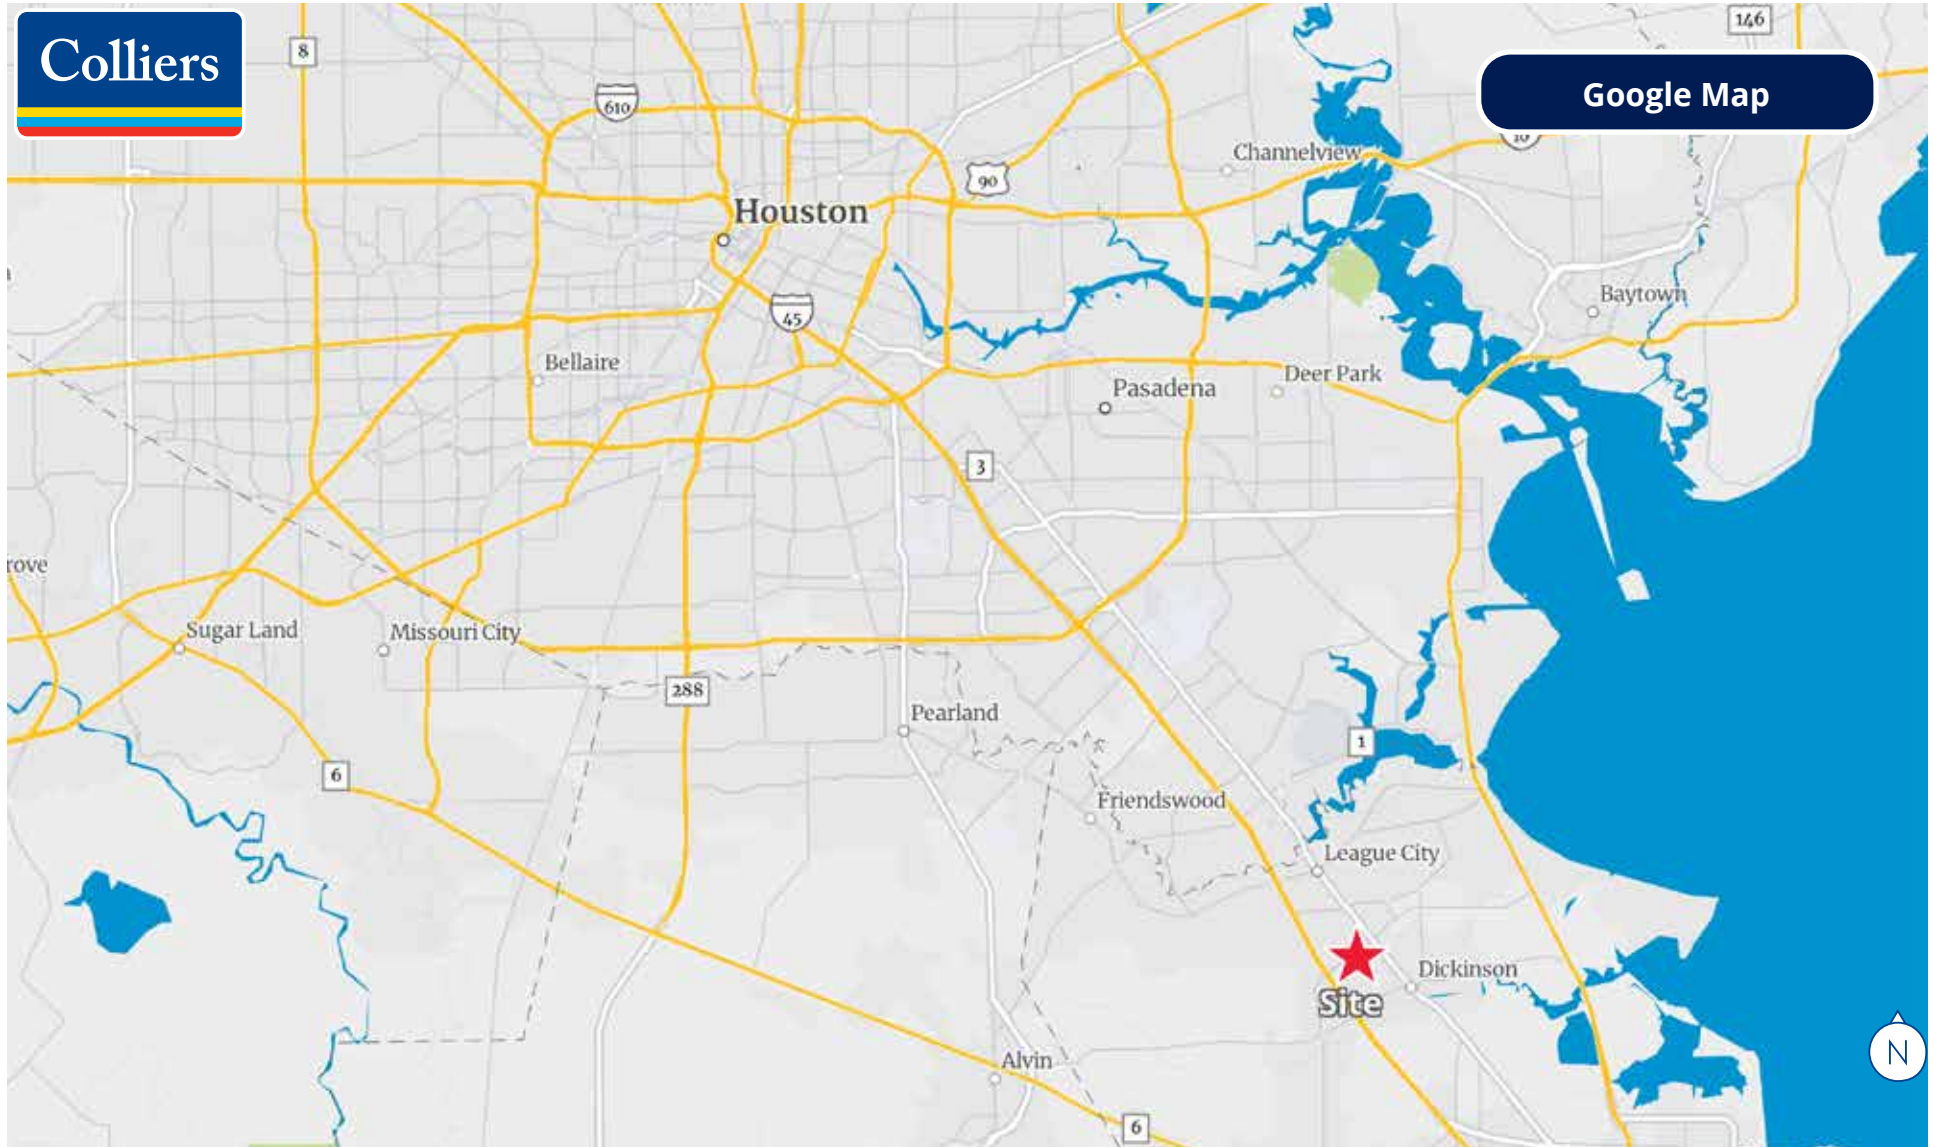 146
Colliers
8
Google Map
610
10
Channelview
90
Houston
Baytown
45
Bellaire
Deer Park
Pasadena
3
rove
Sugar Land
Missouri City
288
Pearland
1
6
Friendswood
League City
Dickinson
Site
N
Alvin
6